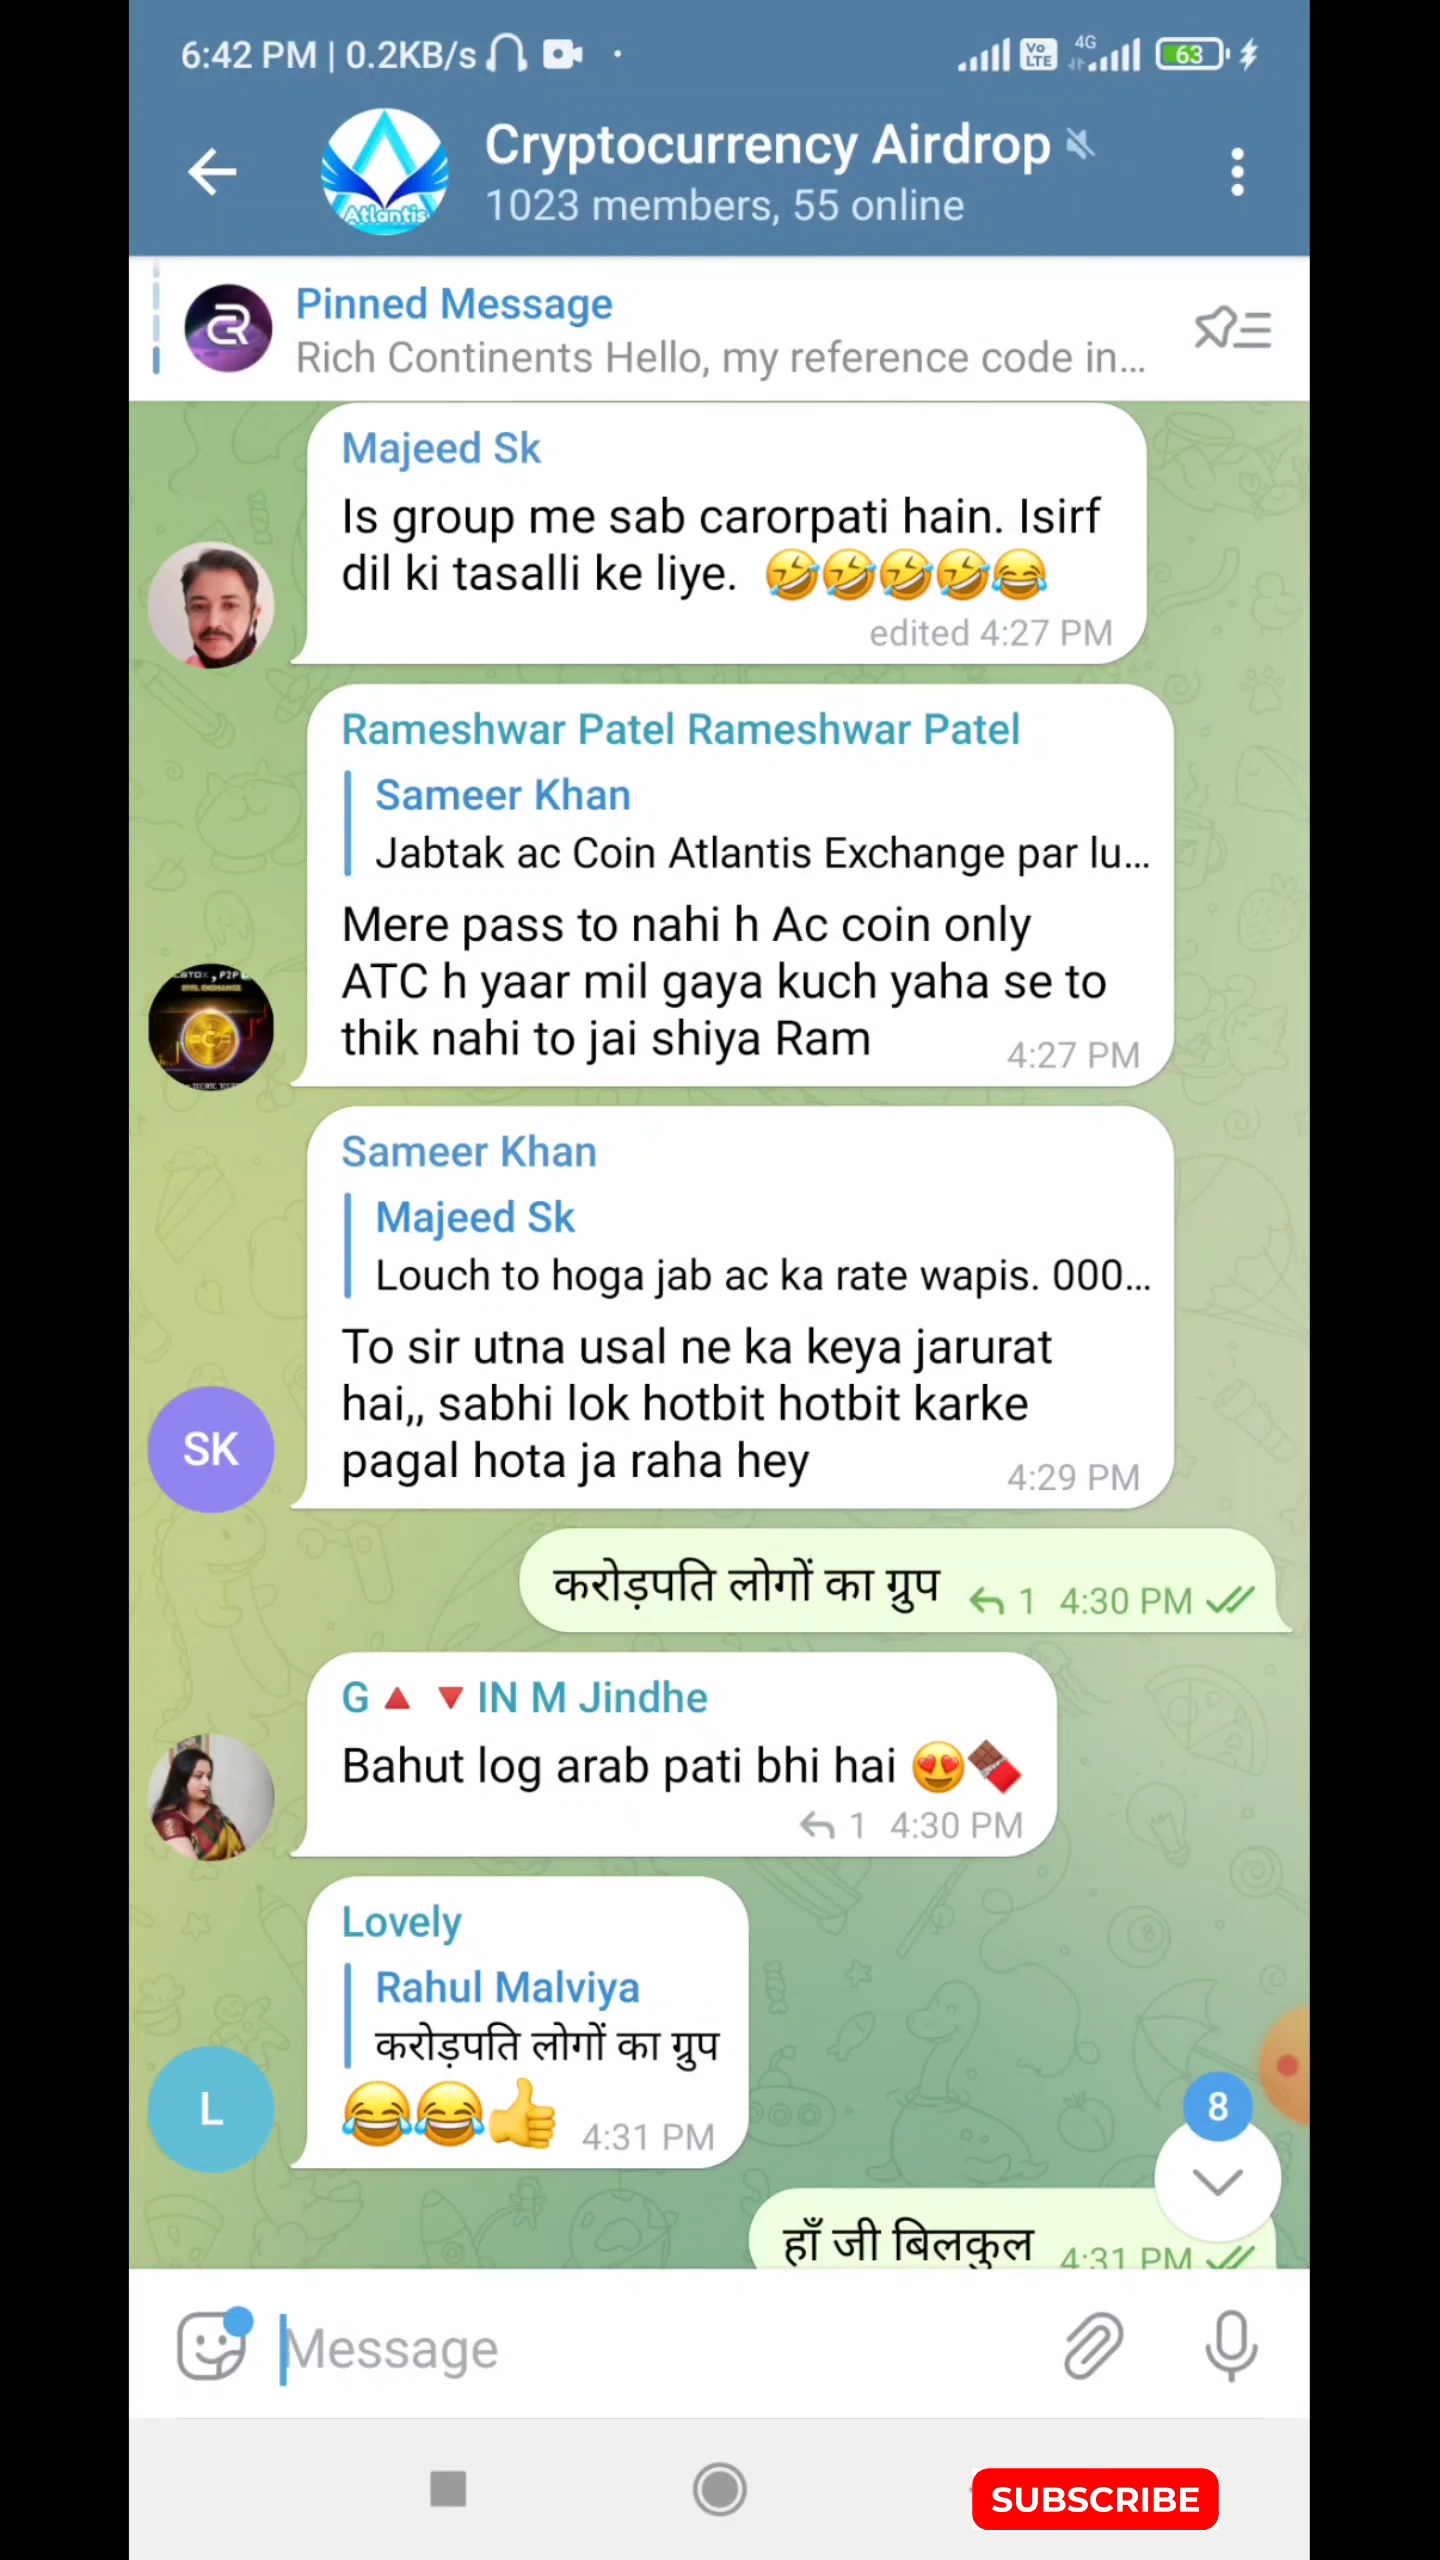 6:42 PM | 0.2KB/s
Vo LTE 4G 63
Cryptocurrency Airdrop
1023 members, 55 online
Atlantis
Pinned Message
Rich Continents Hello, my reference code in...
Majeed Sk
Is group me sab carorpati hain. Isirf
dil ki tasalli ke liye. 🤣🤣🤣🤣😂
edited 4:27 PM
Rameshwar Patel Rameshwar Patel
Sameer Khan
Jabtak ac Coin Atlantis Exchange par lu...
Mere pass to nahi h Ac coin only
ATC h yaar mil gaya kuch yaha se to
thik nahi to jai shiya Ram
4:27 PM
Sameer Khan
Majeed Sk
Louch to hoga jab ac ka rate wapis. 000...
To sir utna usal ne ka keya jarurat
hai,, sabhi lok hotbit hotbit karke
pagal hota ja raha hey
4:29 PM
SK
करोड़पति लोगों का ग्रुप 1 4:30 PM
G🔺🔻IN M Jindhe
Bahut log arab pati bhi hai 😍🍫
1 4:30 PM
Lovely
Rahul Malviya
करोड़पति लोगों का ग्रुप
😂😂👍 4:31 PM
L
8
हाँ जी बिलकुल 4:31 PM
Message
SUBSCRIBE